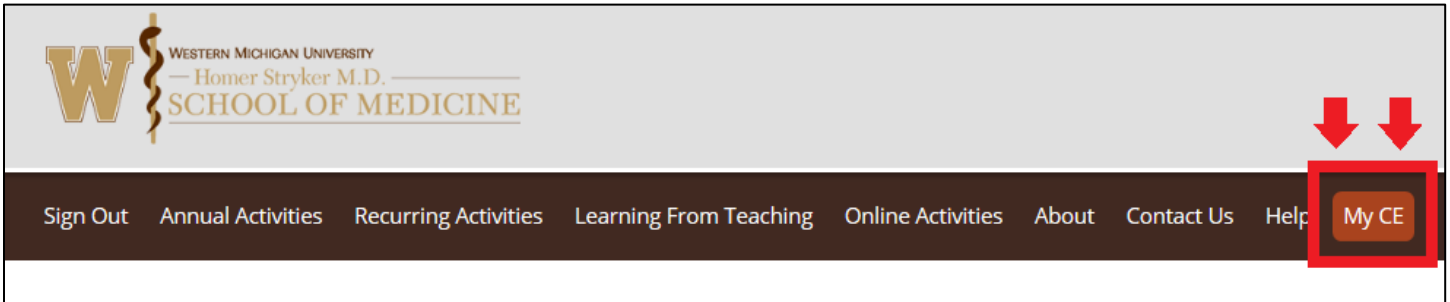 W
WESTERN MICHIGAN UNIVERSITY
Homer Stryker M.D.
SCHOOL OF MEDICINE
Sign Out Annual Activities Recurring Activities Learning From Teaching Online Activities About Contact Us Help My CE